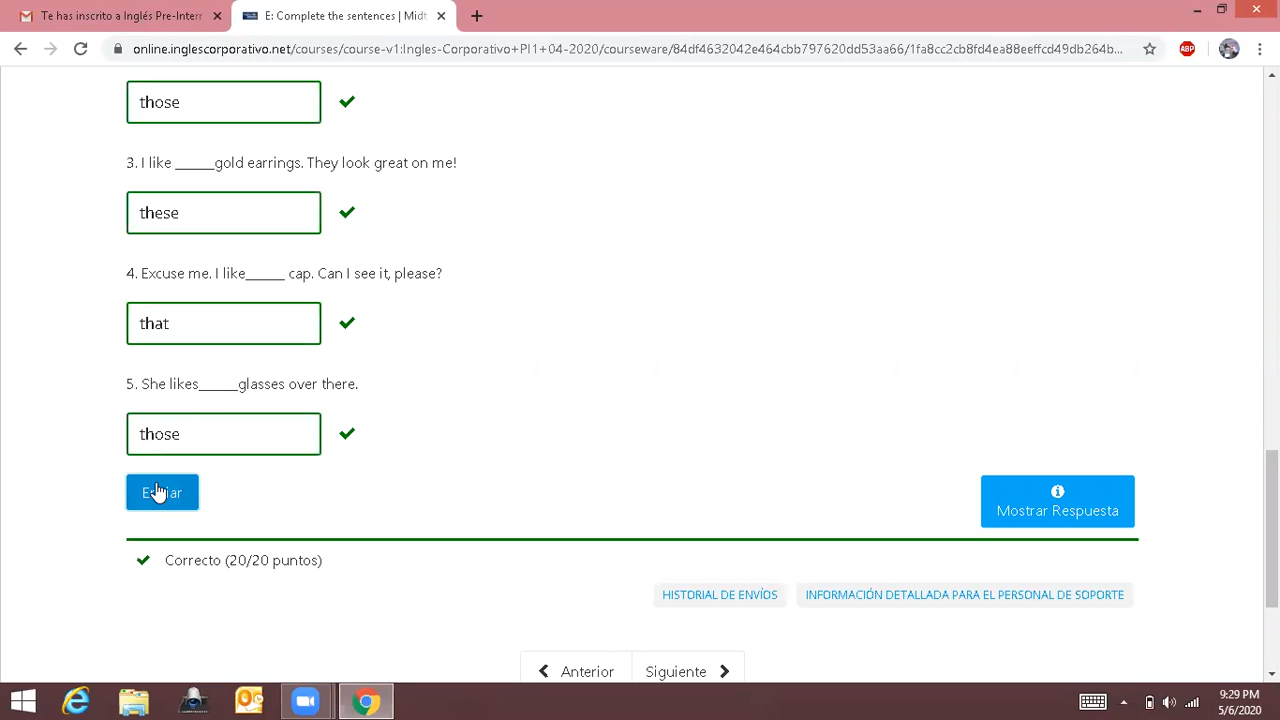 Te has inscrito a Inglés Pre-Interr
E: Complete the sentences | Midt
online.inglescorporativo.net/courses/course-v1:Ingles-Corporativo+PI1+04-2020/courseware/84df4632042e464cbb797620dd53aa66/1fa8cc2cb8fd4ea88eeffcd49db264b...
ABP
those
3. I like ______gold earrings. They look great on me!
these
4. Excuse me. I like______ cap. Can I see it, please?
that
5. She likes______glasses over there.
those
Mostrar Respuesta
Correcto (20/20 puntos)
HISTORIAL DE ENVÍOS
INFORMACIÓN DETALLADA PARA EL PERSONAL DE SOPORTE
Anterior
Siguiente
9:29 PM
5/6/2020